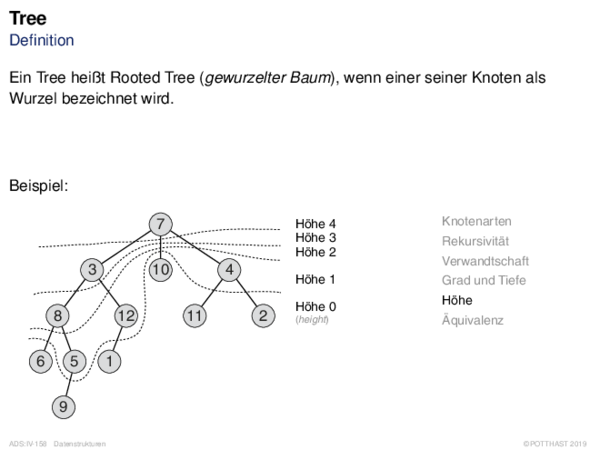 Tree
Definition
Ein Tree heißt Rooted Tree (gewurzelter Baum), wenn einer seiner Knoten als
Wurzel bezeichnet wird.
Beispiel:
7
3
10
4
8
12
11
2
6
5
1
9
Höhe 4
Höhe 3
Höhe 2
Höhe 1
Höhe 0
(height)
Knotenarten
Rekursivität
Verwandtschaft
Grad und Tiefe
Höhe
Äquivalenz
ADS:IV-156 Datenstrukturen
©POTTHAST 2019